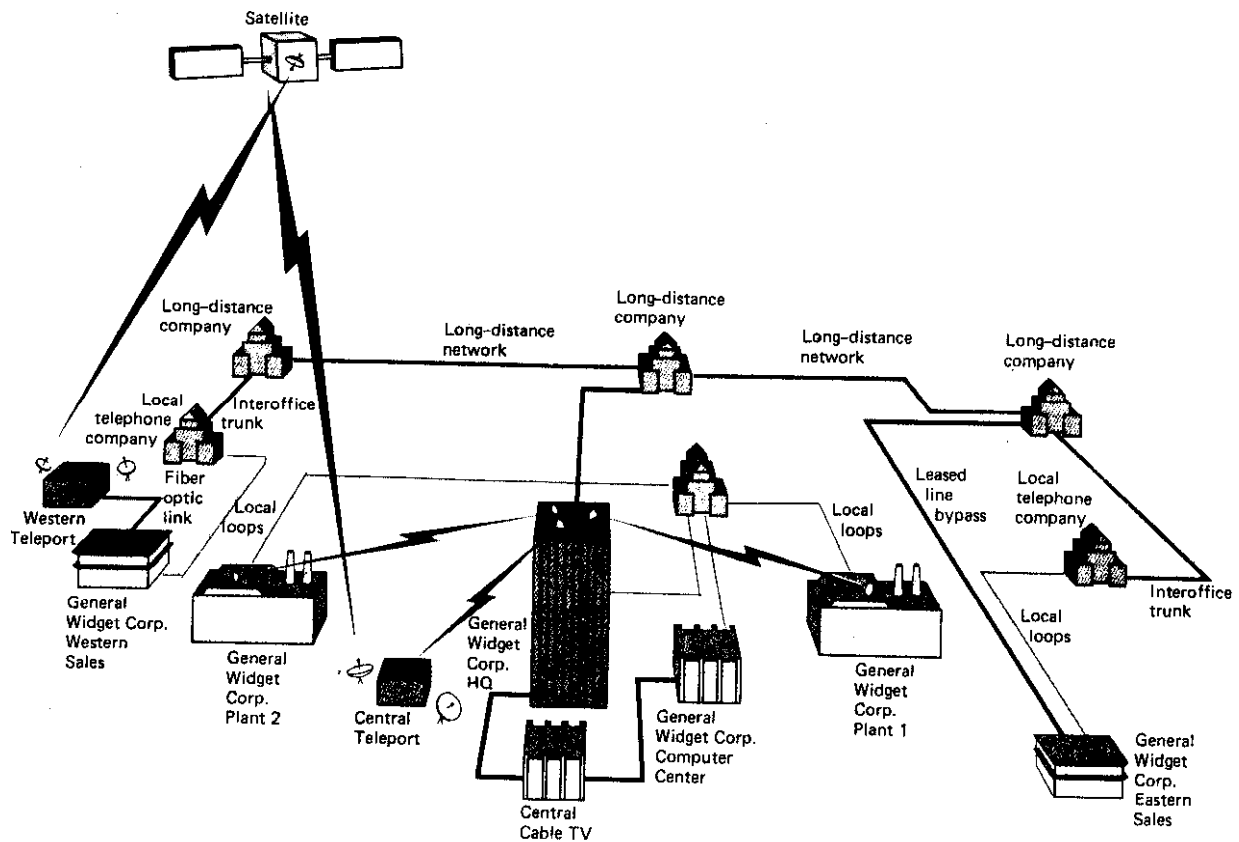 Satellite
Long-distance
company
Long-distance
network
Long-distance
company
Long-distance
network
Long-distance
company
Local
telephone
company
Interoffice
trunk
Fiber
optic
link
Western
Teleport
Local
loops
General
Widget Corp.
Western
Sales
General
Widget
Corp.
Plant 2
Central
Teleport
General
Widget
Corp.
HQ
Central
Cable TV
General
Widget Corp.
Computer
Center
Local
loops
General
Widget
Corp.
Plant 1
Leased
line
bypass
Local
telephone
company
Interoffice
trunk
Local
loops
General
Widget
Corp.
Eastern
Sales